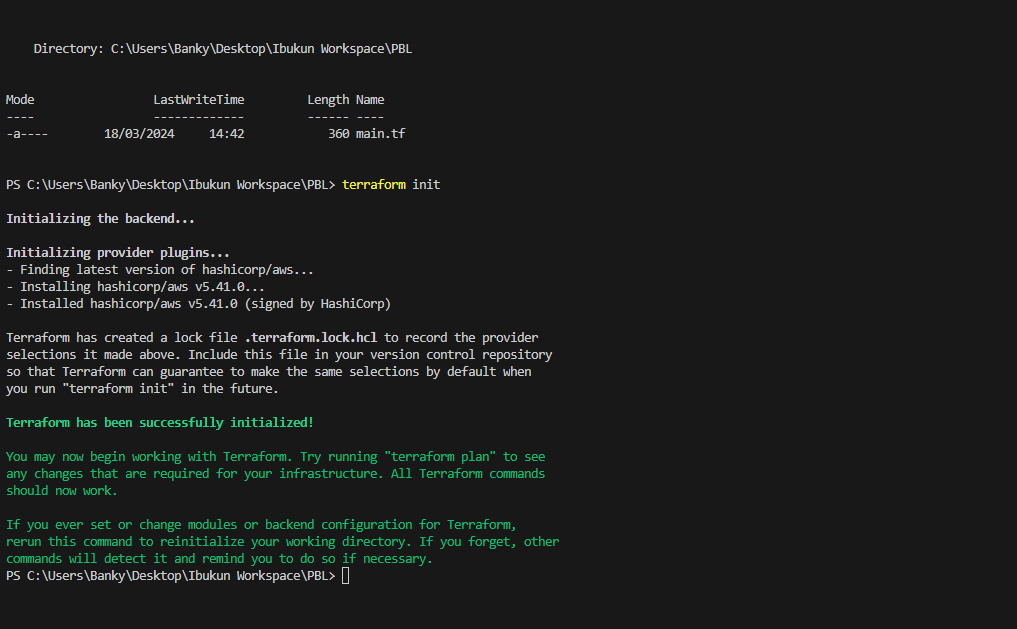 Directory: C:\Users\Banky\Desktop\Ibukun Workspace\PBL
Mode                 LastWriteTime         Length Name
----                 -------------         ------ ----
-a----        18/03/2024     14:42            360 main.tf
PS C:\Users\Banky\Desktop\Ibukun Workspace\PBL> terraform init
Initializing the backend...
Initializing provider plugins...
- Finding latest version of hashicorp/aws...
- Installing hashicorp/aws v5.41.0...
- Installed hashicorp/aws v5.41.0 (signed by HashiCorp)
Terraform has created a lock file .terraform.lock.hcl to record the provider
selections it made above. Include this file in your version control repository
so that Terraform can guarantee to make the same selections by default when
you run "terraform init" in the future.
Terraform has been successfully initialized!
You may now begin working with Terraform. Try running "terraform plan" to see
any changes that are required for your infrastructure. All Terraform commands
should now work.
If you ever set or change modules or backend configuration for Terraform,
rerun this command to reinitialize your working directory. If you forget, other
commands will detect it and remind you to do so if necessary.
PS C:\Users\Banky\Desktop\Ibukun Workspace\PBL>